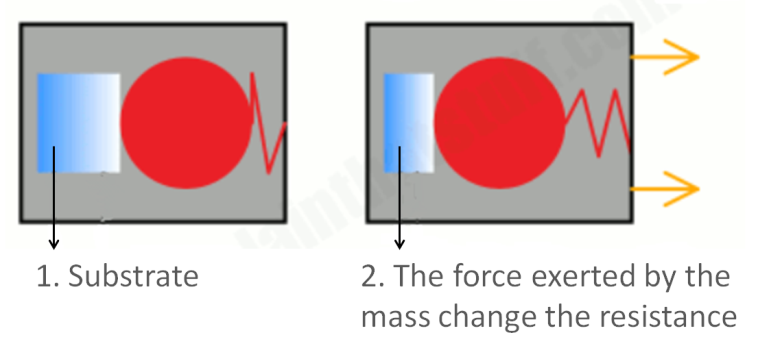 1. Substrate
2. The force exerted by the
mass change the resistance